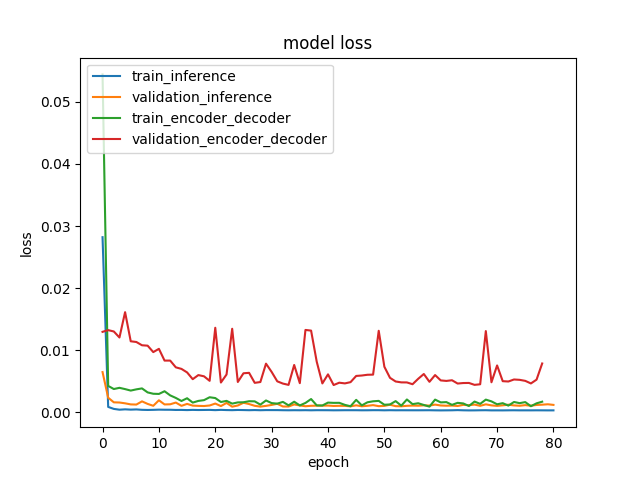 model loss
train_inference
validation_inference
train_encoder_decoder
validation_encoder_decoder
0.05
0.04
0.03
0.02
0.01
0.00
loss
0 10 20 30 40 50 60 70 80
epoch